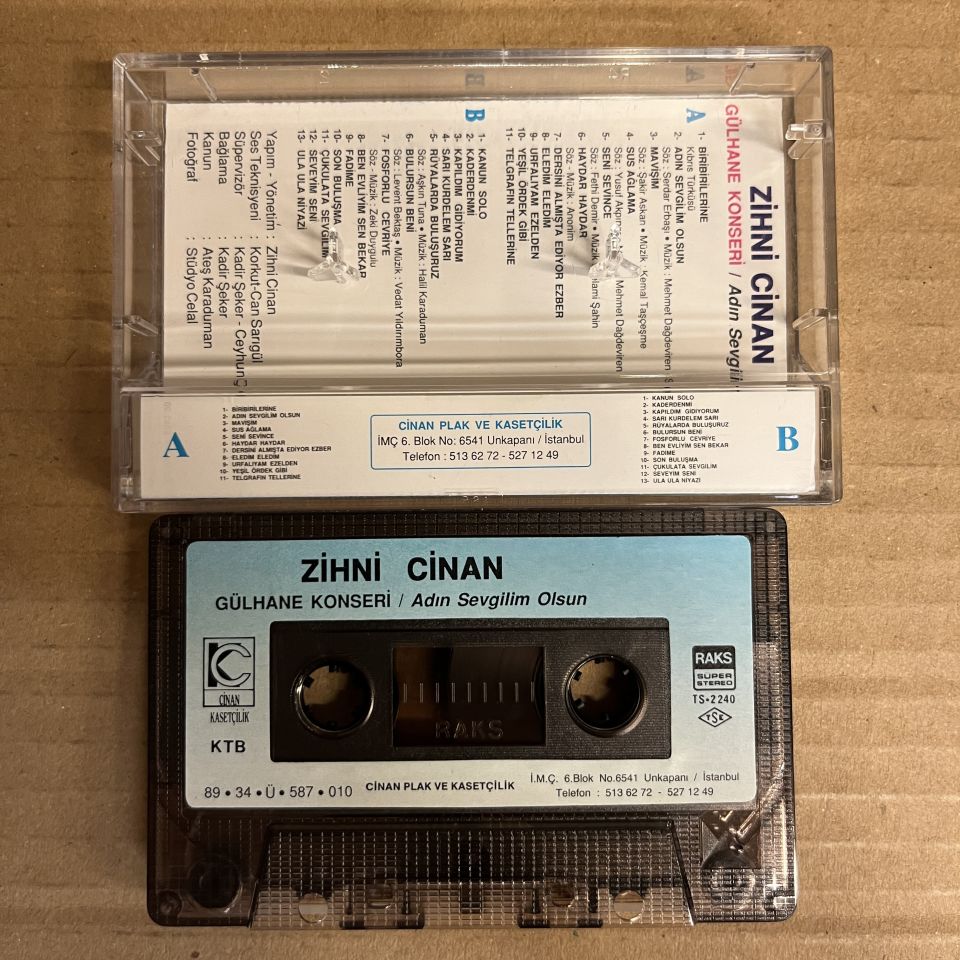 ZİHNİ CİNAN
GÜLHANE KONSERİ / Adın Sevgili
A
1- BİRİBİRİLERİNE
Kıbrıs Türküsü
2- ADIN SEVGİLİM OLSUN
Söz : Serdar Erbaşı • Müzik : Mehmet Dağdeviren
3- MAVİŞİM
Söz : Şakir Askan • Müzik : Kemal Taşçeşme
4- SUS AĞLAMA
Söz : Yusuf Akçın Mehmet Dağdeviren
5- SENİ SEVİNCE
6- HAYDAR HAYDAR
Söz : Fethi Demir • Müzik Şahin
Söz - Müzik : Anonim
7- DERSİNİ ALMIŞTA EDİYOR EZBER
8- ELEDİM ELEDİM
9- URFALIYAM EZELDEN
10- YEŞİL ÖRDEK GİBİ
11- TELGRAFIN TELLERİNE
B
1- KANUN SOLO
2- KADERDENMİ
3- KAPILDIM GİDİYORUM
4- SARI KURDELEM SARI
5- RÜYALARDA BULUŞURUZ
Söz : Aşkın Tuna • Müzik : Halil Karaduman
6- BULURSUN BENİ
Söz : Levent Bektaş • Müzik : Vedat Yıldırımbora
7- FOSFORLU CEVRİYE
Söz - Müzik : Zeki Duygulu
8- BEN EVLİYİM SEN BEKAR
9- FADİME
10- SON BULUŞMA
11- ÇUKULATA SEVGİLİM
12- SEVEYİM SENİ
13- ULA ULA NİYAZİ
Yapım - Yönetim : Zihni Cinan
Ses Teknisyeni : Korkut-Can Sarıgül
Süpervizör : Kadir Şeker - Ceyhun
Bağlama : Kadir Şeker
Kanun : Ateş Karaduman
Fotoğraf : Stüdyo Celal
A
1- BİRİBİRİLERİNE
2- ADIN SEVGİLİM OLSUN
3- MAVİŞİM
4- SUS AĞLAMA
5- SENİ SEVİNCE
6- HAYDAR HAYDAR
7- DERSİNİ ALMIŞTA EDİYOR EZBER
8- ELEDİM ELEDİM
9- URFALIYAM EZELDEN
10- YEŞİL ÖRDEK GİBİ
11- TELGRAFIN TELLERİNE
CİNAN PLAK VE KASETÇİLİK
İMÇ 6. Blok No: 6541 Unkapanı / İstanbul
Telefon : 513 62 72 - 527 12 49
1- KANUN SOLO
2- KADERDENMİ
3- KAPILDIM GİDİYORUM
4- SARI KURDELEM SARI
5- RÜYALARDA BULUŞURUZ
6- BULURSUN BENİ
7- FOSFORLU CEVRİYE
8- BEN EVLİYİM SEN BEKAR
9- FADİME
10- SON BULUŞMA
11- ÇUKULATA SEVGİLİM
12- SEVEYİM SENİ
13- ULA ULA NİYAZİ
B
ZİHNİ CİNAN
GÜLHANE KONSERİ / Adın Sevgilim Olsun
CİNAN
KASETÇİLİK
KTB
RAKS
RAKS
SUPER
STEREO
TS•2240
TSE
89 • 34 • Ü • 587 • 010
CİNAN PLAK VE KASETÇİLİK
İ.M.Ç. 6.Blok No.6541 Unkapanı / İstanbul
Telefon : 513 62 72 - 527 12 49